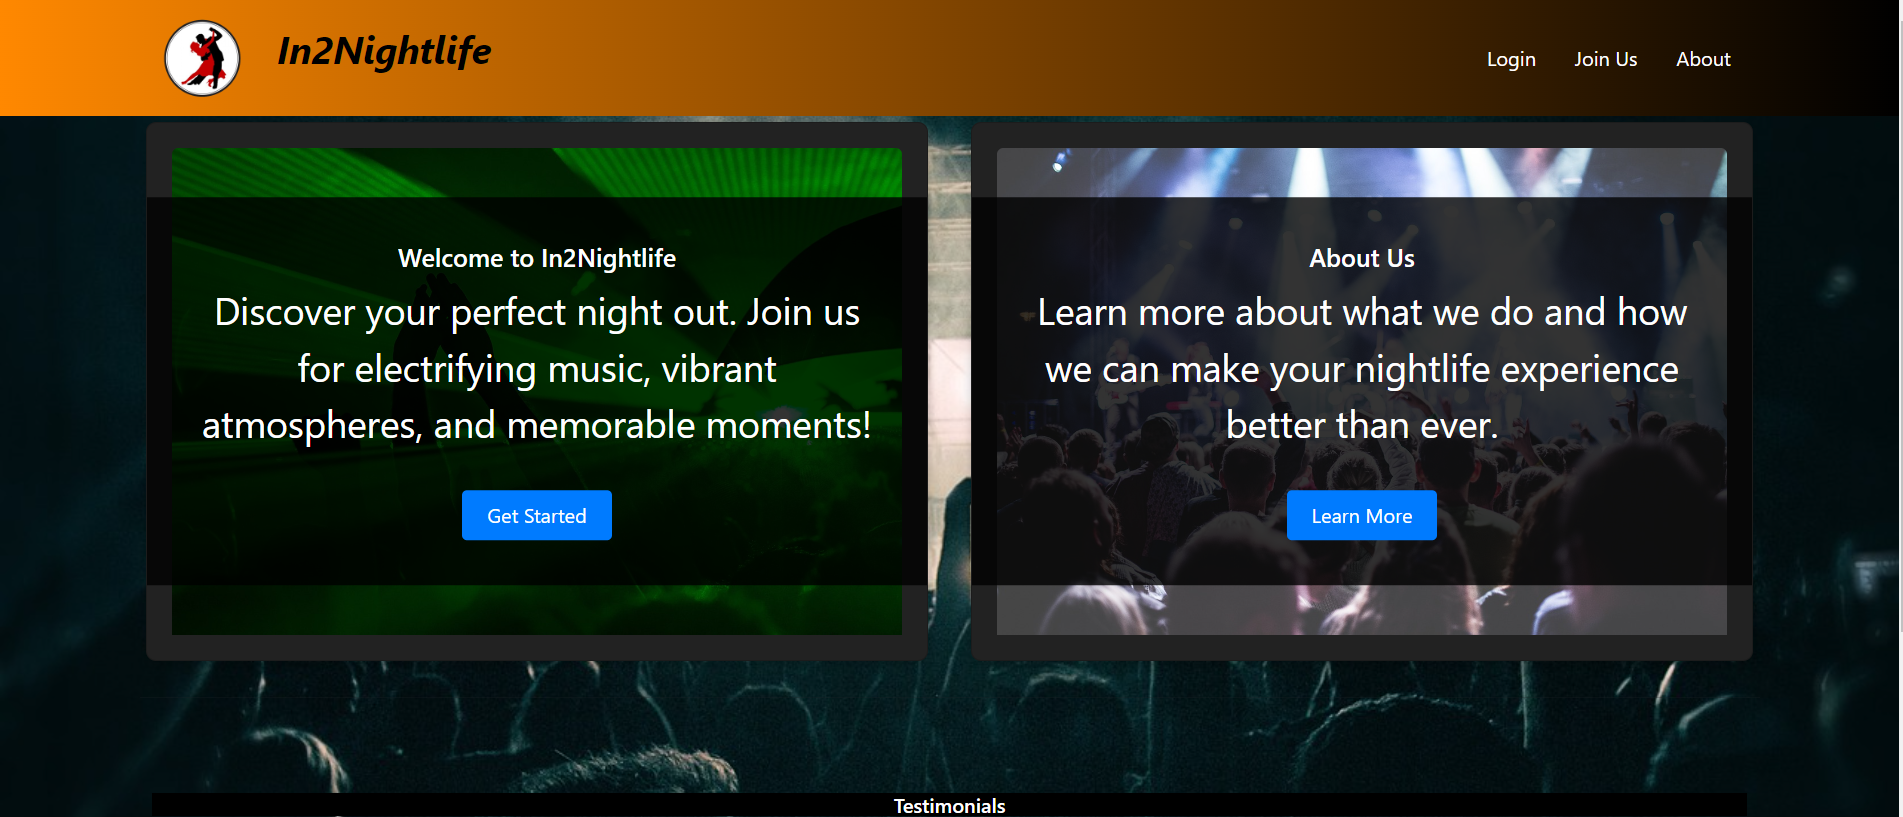 In2Nightlife
Login
Join Us
About
Welcome to In2Nightlife
Discover your perfect night out. Join us
for electrifying music, vibrant
atmospheres, and memorable moments!
Get Started
About Us
Learn more about what we do and how
we can make your nightlife experience
better than ever.
Learn More
Testimonials